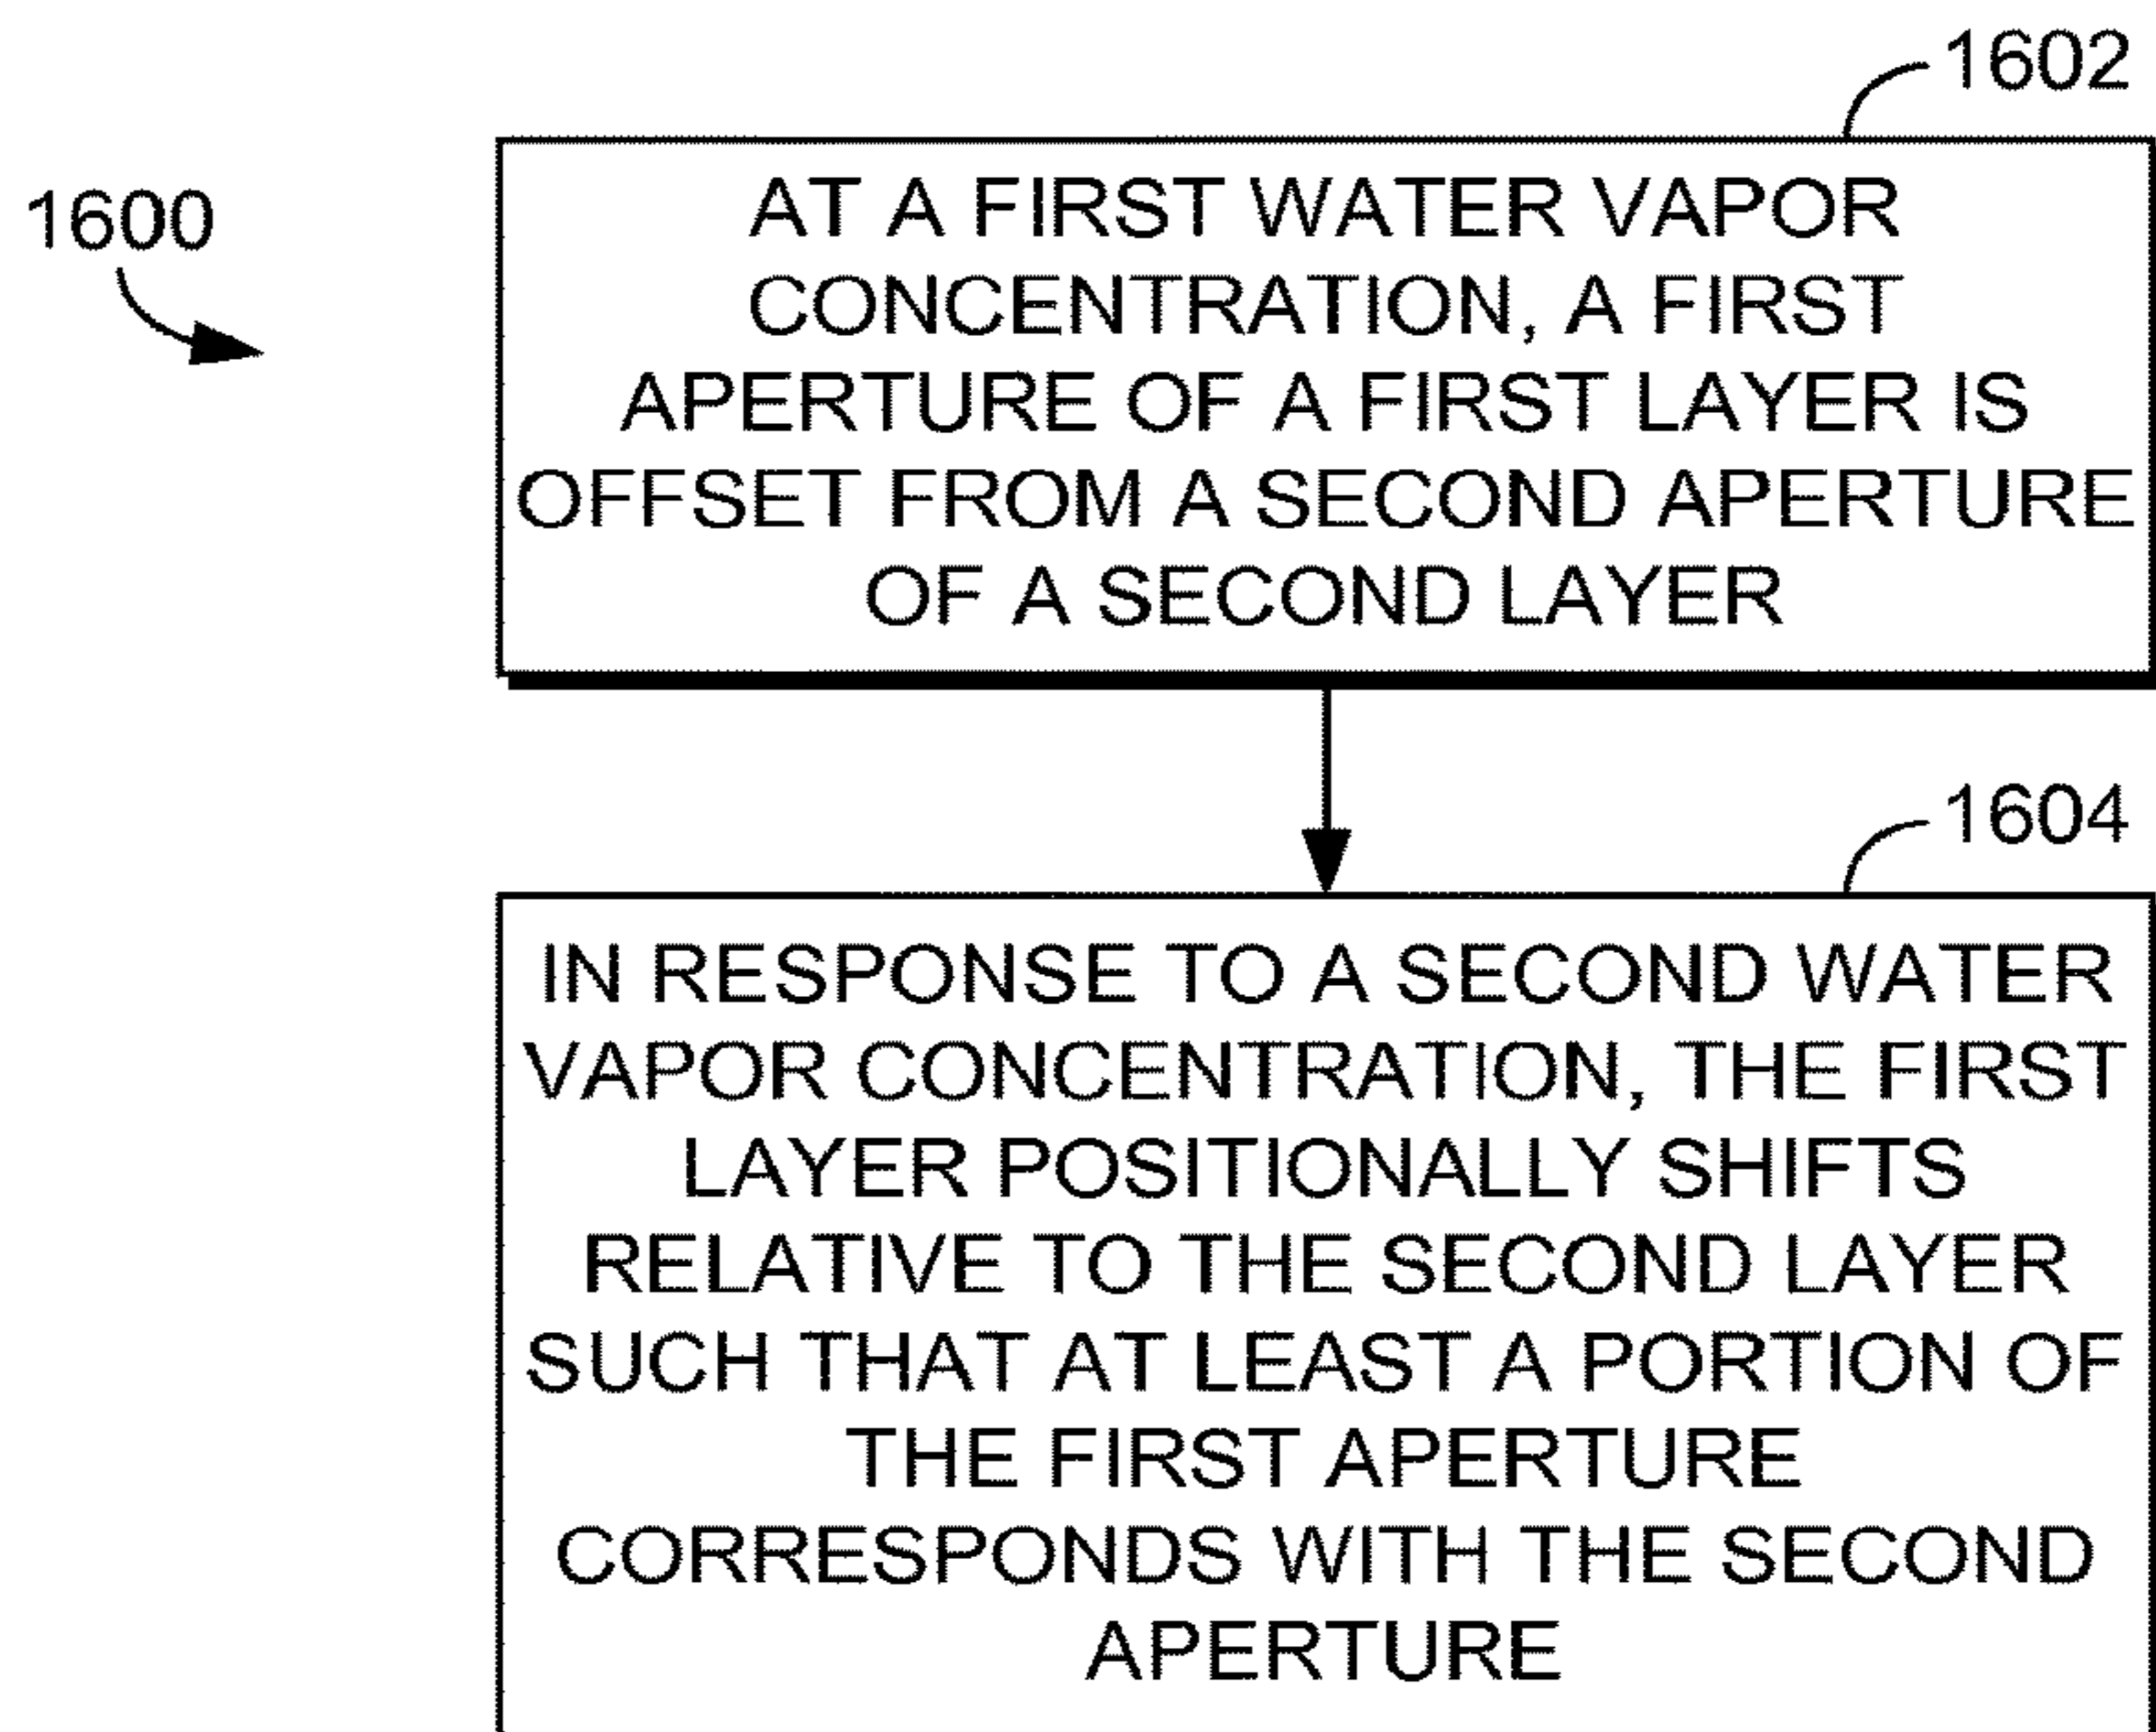 1600
1602
AT A FIRST WATER VAPOR
CONCENTRATION, A FIRST
APERTURE OF A FIRST LAYER IS
OFFSET FROM A SECOND APERTURE
OF A SECOND LAYER
1604
IN RESPONSE TO A SECOND WATER
VAPOR CONCENTRATION, THE FIRST
LAYER POSITIONALLY SHIFTS
RELATIVE TO THE SECOND LAYER
SUCH THAT AT LEAST A PORTION OF
THE FIRST APERTURE
CORRESPONDS WITH THE SECOND
APERTURE